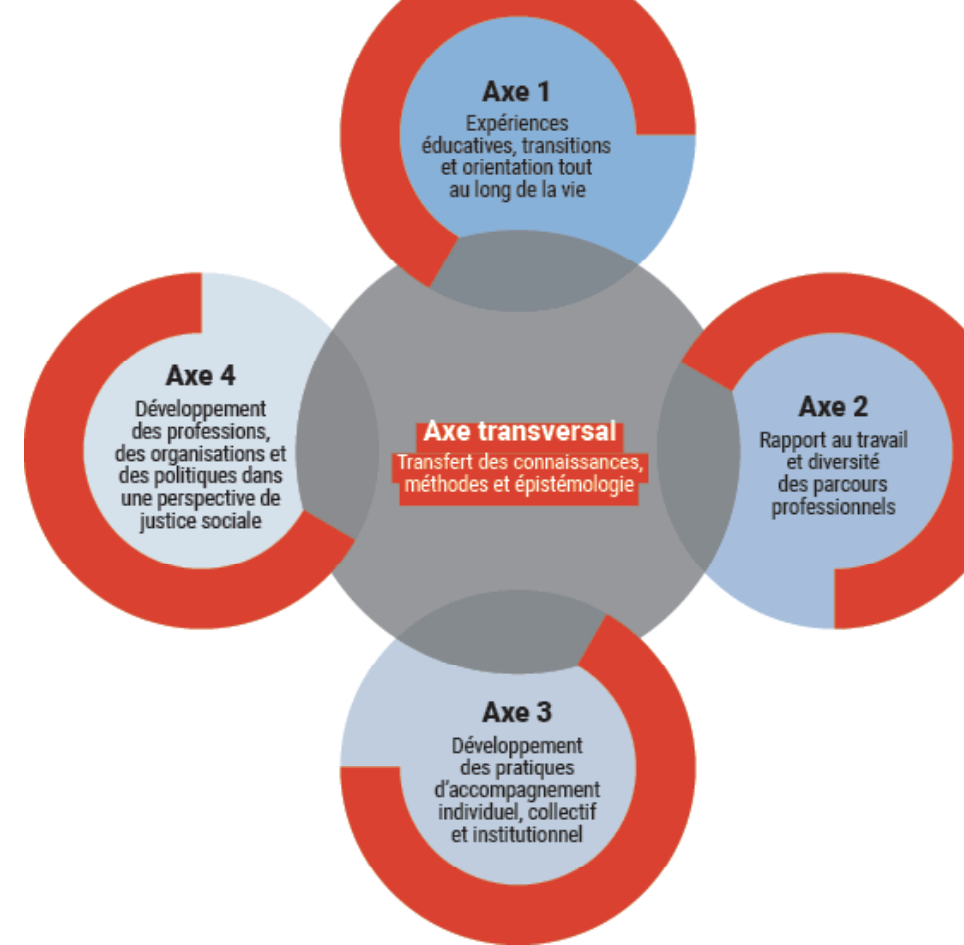 Axe 1
Expériences
éducatives, transitions
et orientation tout
au long de la vie
Axe 4
Développement
des professions,
des organisations et
des politiques dans
une perspective de
justice sociale
Axe transversal
Transfert des connaissances,
méthodes et épistémologie
Axe 2
Rapport au travail
et diversité
des parcours
professionnels
Axe 3
Développement
des pratiques
d’accompagnement
individuel, collectif
et institutionnel